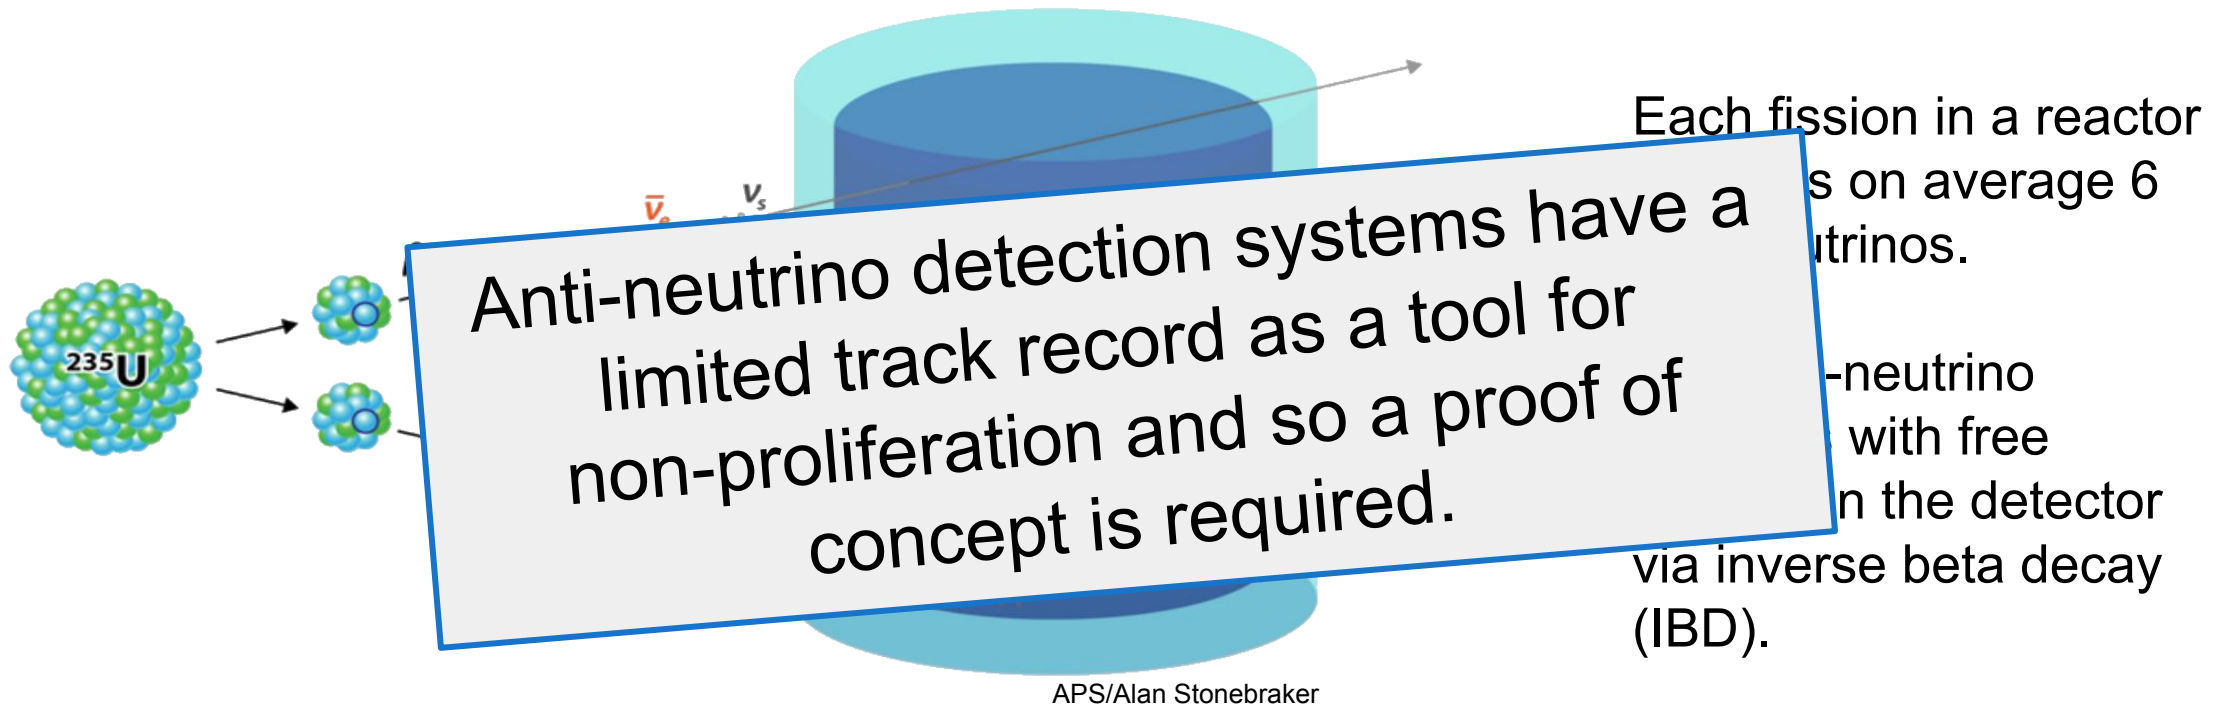 Each fission in a reactor
s on average 6
utrinos.
-neutrino
with free
n the detector
via inverse beta decay
(IBD).
ν̅e
νs
235U
Anti-neutrino detection systems have a
limited track record as a tool for
non-proliferation and so a proof of
concept is required.
APS/Alan Stonebraker